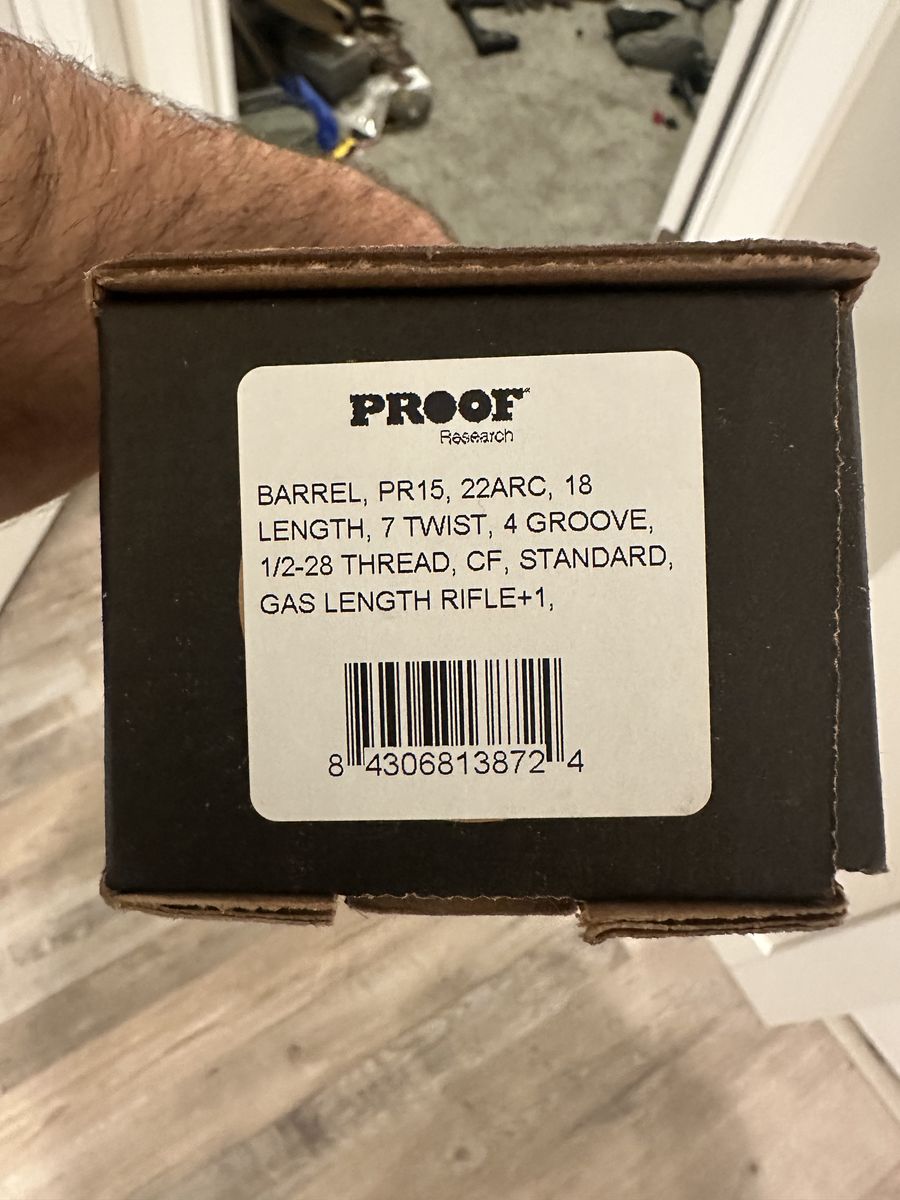 PROOF
Research
BARREL, PR15, 22ARC, 18
LENGTH, 7 TWIST, 4 GROOVE,
1/2-28 THREAD, CF, STANDARD,
GAS LENGTH RIFLE+1,
8 4306813872 4